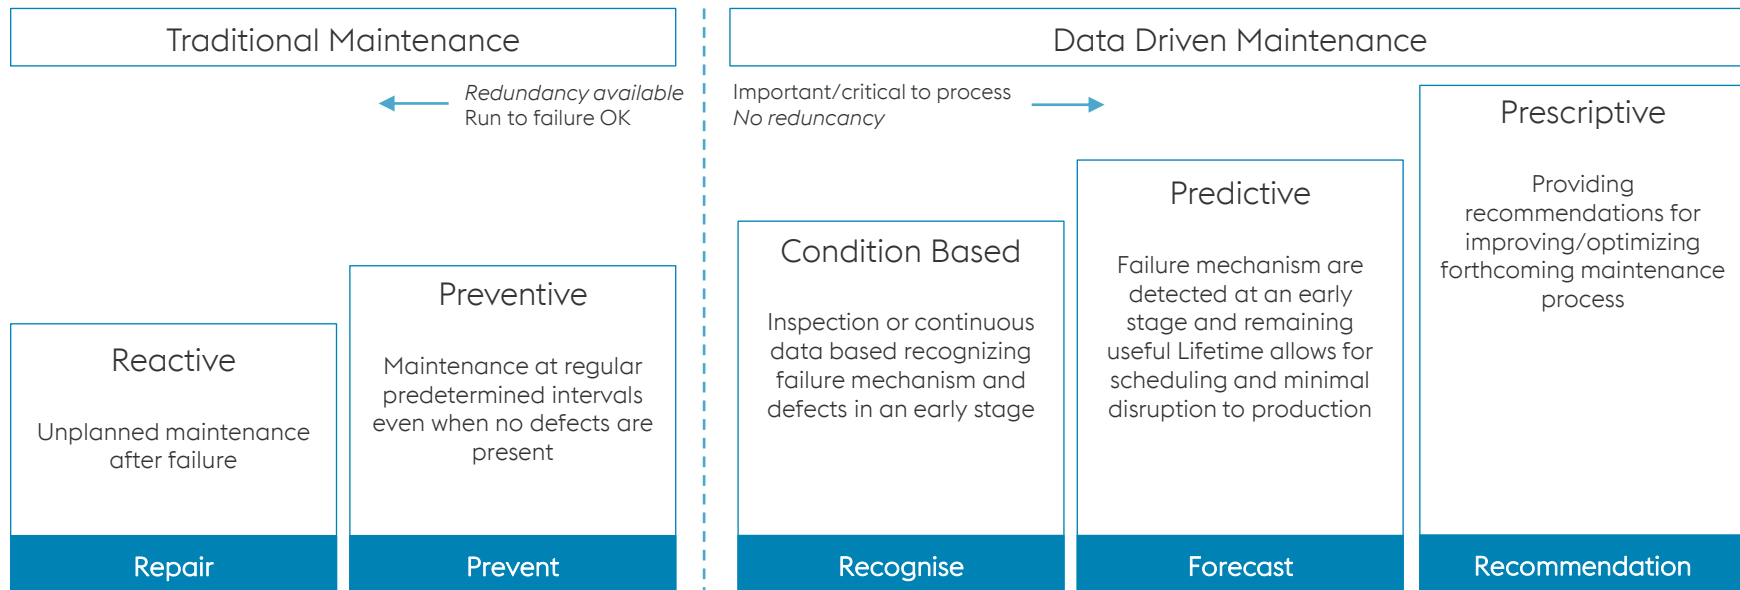 Traditional Maintenance
Redundancy available
Run to failure OK
Reactive
Unplanned maintenance
after failure
Repair
Preventive
Maintenance at regular
predetermined intervals
even when no defects are
present
Prevent
Data Driven Maintenance
Important/critical to process
No reduncancy
Condition Based
Inspection or continuous
data based recognizing
failure mechanism and
defects in an early stage
Recognise
Predictive
Failure mechanism are
detected at an early
stage and remaining
useful Lifetime allows for
scheduling and minimal
disruption to production
Forecast
Prescriptive
Providing
recommendations for
improving/optimizing
forthcoming maintenance
process
Recommendation